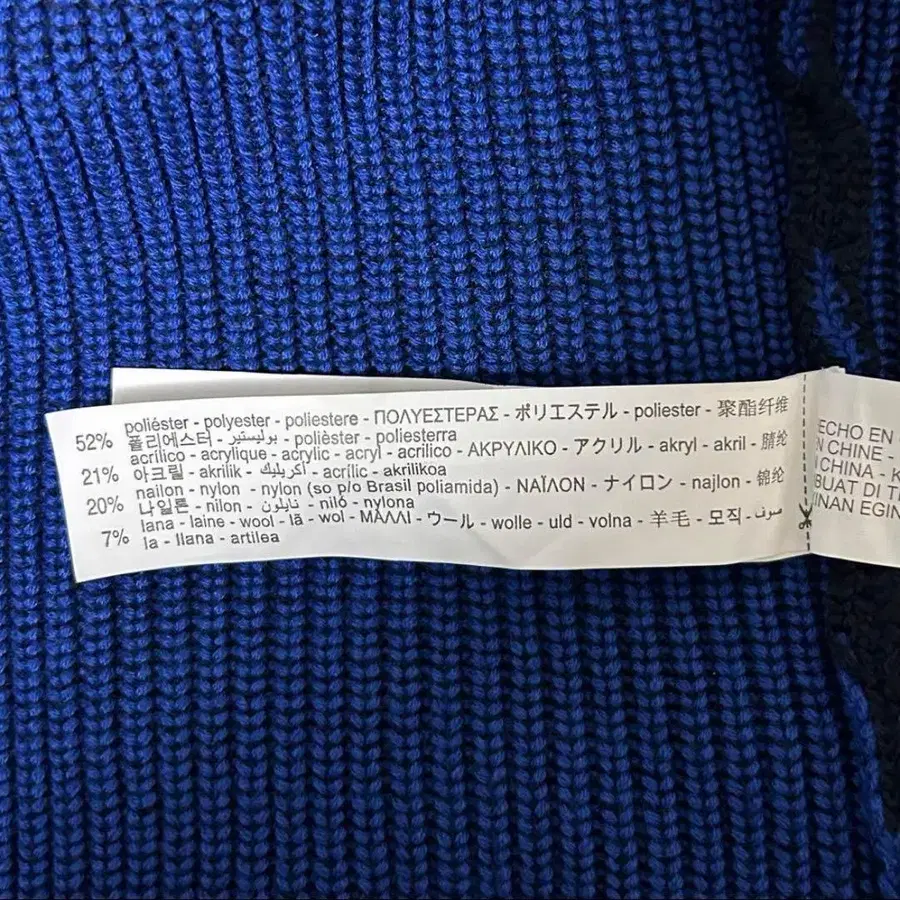 52% poliéster - polyester - poliestere - ΠΟΛΥΕΣΤΕΡΑΣ - ポリエステル - poliester - 聚酯纤维
폴리에스터 - بوليستير - polièster - poliesterra
21% acrílico - acrylique - acrylic - acryl - acrilico - ΑΚΡΥΛΙΚΟ - アクリル - akryl - akril - 腈纶
아크릴 - akrilik - أكريليك - acrílic - akrilikoa
20% nailon - nylon - nylon (so p/o Brasil poliamida) - ΝΑΪΛΟΝ - ナイロン - najlon - 锦纶
나일론 - nilon - نايلون - niló - nylona
7% lana - laine - wool - lã - wol - ΜΑΛΛΙ - ウール - wolle - uld - volna - 羊毛 - 모직 - صوف
la - llana - artilea
ECHO EN
N CHINE -
CHINA - K
BUAT DI T
INAN EGIN